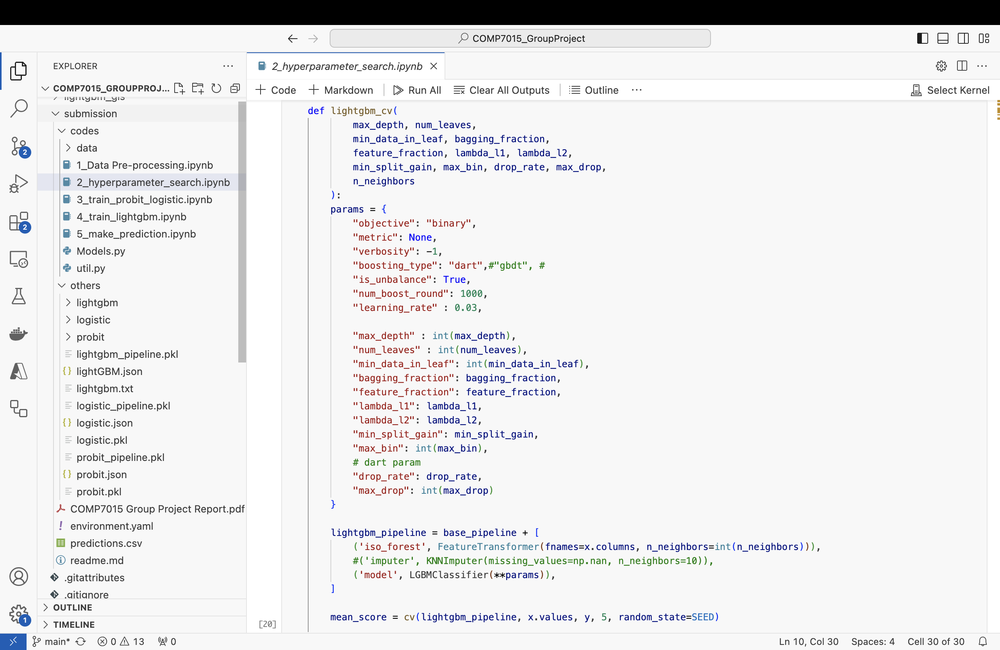 COMP7015_GroupProject
EXPLORER
2_hyperparameter_search.ipynb
COMP7015_GROUPPROJ...
Code
Markdown
Run All
Clear All Outputs
Outline
Select Kernel
lightgbm_gls
submission
codes
data
1_Data Pre-processing.ipynb
2_hyperparameter_search.ipynb
3_train_probit_logistic.ipynb
4_train_lightgbm.ipynb
5_make_prediction.ipynb
Models.py
util.py
others
lightgbm
logistic
probit
lightgbm_pipeline.pkl
lightGBM.json
lightgbm.txt
logistic_pipeline.pkl
logistic.json
logistic.pkl
probit_pipeline.pkl
probit.json
probit.pkl
COMP7015 Group Project Report.pdf
environment.yaml
predictions.csv
readme.md
.gitattributes
.gitignore
OUTLINE
TIMELINE
2
2
1
def lightgbm_cv(
max_depth, num_leaves,
min_data_in_leaf, bagging_fraction,
feature_fraction, lambda_l1, lambda_l2,
min_split_gain, max_bin, drop_rate, max_drop,
n_neighbors
):
params = {
"objective": "binary",
"metric": None,
"verbosity": -1,
"boosting_type": "dart",#"gbdt", #
"is_unbalance": True,
"num_boost_round": 1000,
"learning_rate" : 0.03,
"max_depth" : int(max_depth),
"num_leaves" : int(num_leaves),
"min_data_in_leaf": int(min_data_in_leaf),
"bagging_fraction": bagging_fraction,
"feature_fraction": feature_fraction,
"lambda_l1": lambda_l1,
"lambda_l2": lambda_l2,
"min_split_gain": min_split_gain,
"max_bin": int(max_bin),
# dart param
"drop_rate": drop_rate,
"max_drop": int(max_drop)
}
lightgbm_pipeline = base_pipeline + [
('iso_forest', FeatureTransformer(fnames=x.columns, n_neighbors=int(n_neighbors))),
#('imputer', KNNImputer(missing_values=np.nan, n_neighbors=10)),
('model', LGBMClassifier(**params)),
]
mean_score = cv(lightgbm_pipeline, x.values, y, 5, random_state=SEED)
[20]
main* 0 13 0
Ln 10, Col 30 Spaces: 4 Cell 30 of 30